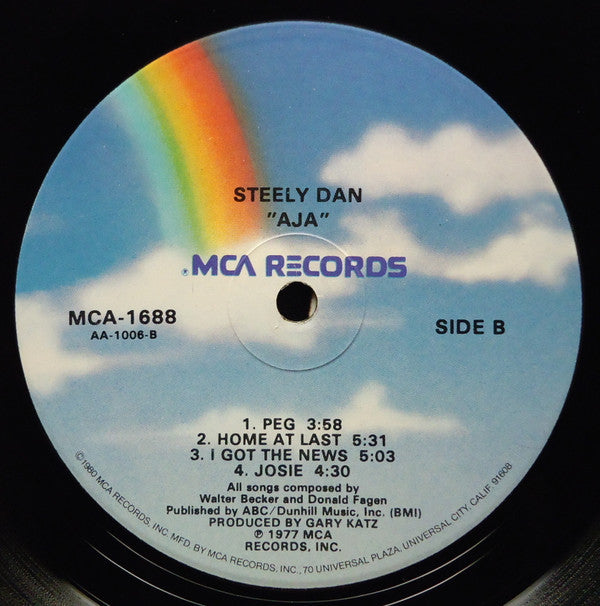 STEELY DAN
"AJA"
MCA RECORDS
MCA-1688
AA-1006-B
SIDE B
1. PEG 3:58
2. HOME AT LAST 5:31
3. I GOT THE NEWS 5:03
4. JOSIE 4:30
All songs composed by
Walter Becker and Donald Fagen
Published by ABC/Dunhill Music, Inc. (BMI)
PRODUCED BY GARY KATZ
℗ 1977 MCA
RECORDS, INC.
©1980 MCA RECORDS, INC. MFD. BY MCA RECORDS, INC., 70 UNIVERSAL PLAZA, UNIVERSAL CITY, CALIF. 91608